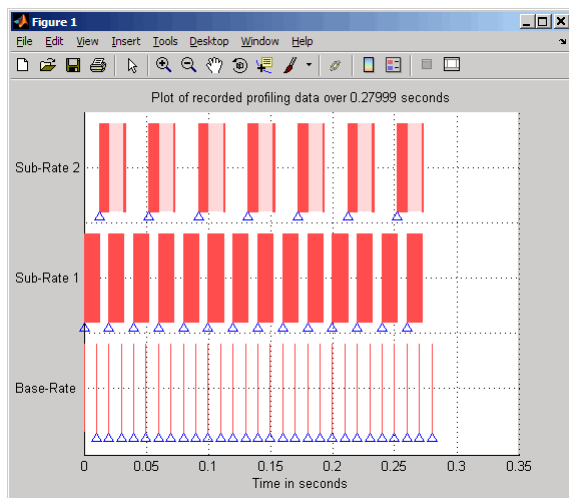 Figure 1
File Edit View Insert Tools Desktop Window Help
Plot of recorded profiling data over 0.27999 seconds
Sub-Rate 2
Sub-Rate 1
Base-Rate
0 0.05 0.1 0.15 0.2 0.25 0.3 0.35
Time in seconds